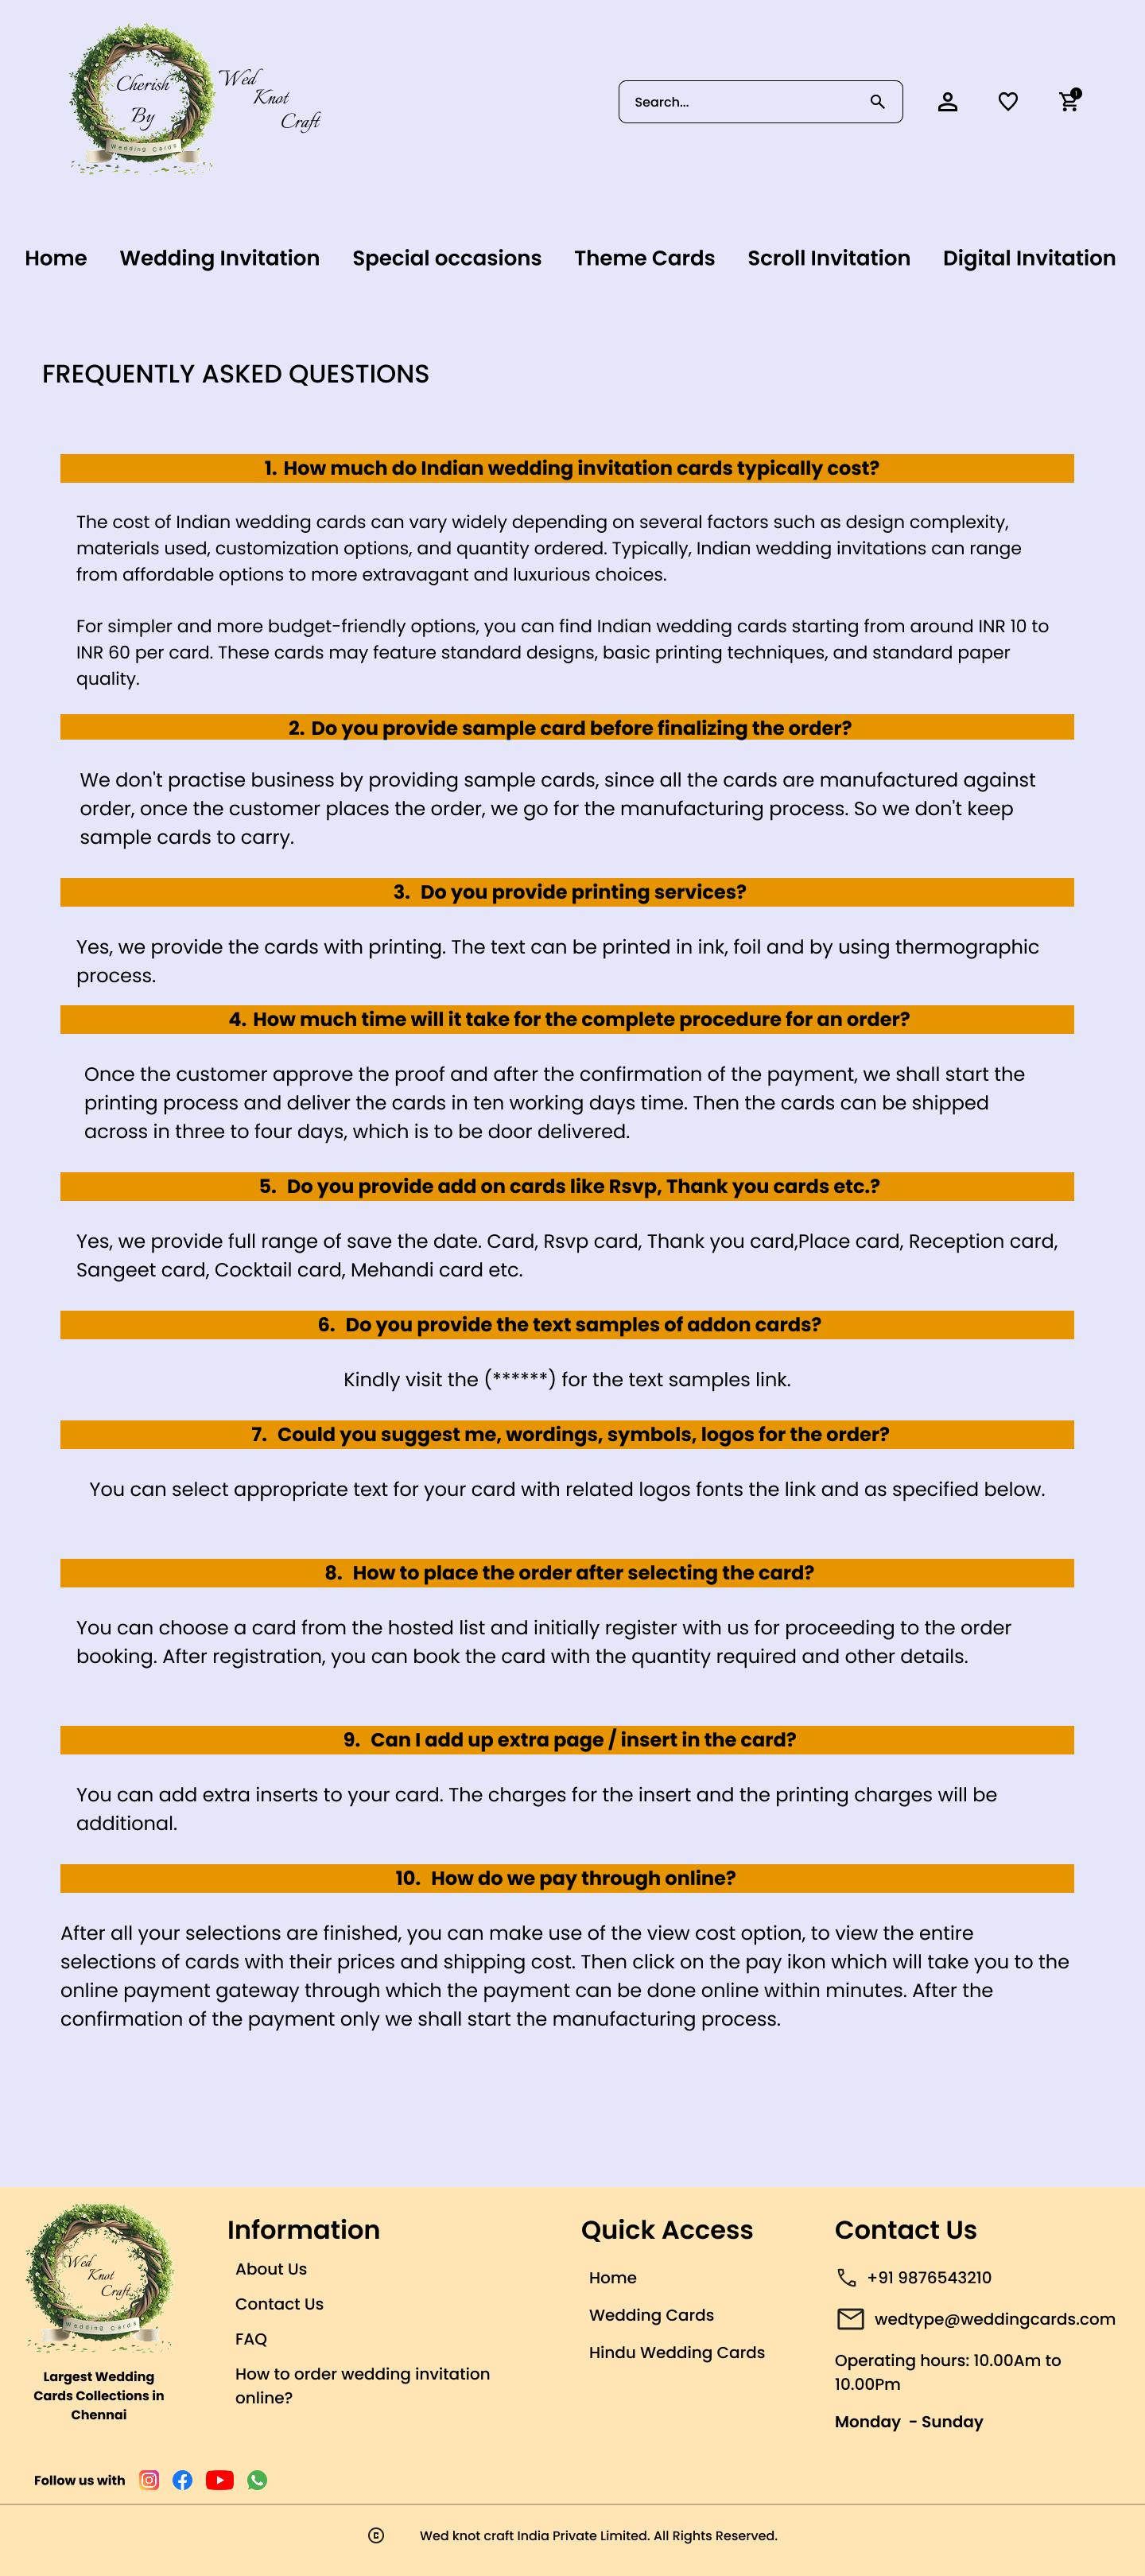 Cherish
By
Wedding Cards
Wed
Knot
Craft
Search...
Home Wedding Invitation Special occasions Theme Cards Scroll Invitation Digital Invitation
FREQUENTLY ASKED QUESTIONS
1. How much do Indian wedding invitation cards typically cost?
The cost of Indian wedding cards can vary widely depending on several factors such as design complexity,
materials used, customization options, and quantity ordered. Typically, Indian wedding invitations can range
from affordable options to more extravagant and luxurious choices.
For simpler and more budget-friendly options, you can find Indian wedding cards starting from around INR 10 to
INR 60 per card. These cards may feature standard designs, basic printing techniques, and standard paper
quality.
2. Do you provide sample card before finalizing the order?
We don't practise business by providing sample cards, since all the cards are manufactured against
order, once the customer places the order, we go for the manufacturing process. So we don't keep
sample cards to carry.
3. Do you provide printing services?
Yes, we provide the cards with printing. The text can be printed in ink, foil and by using thermographic
process.
4. How much time will it take for the complete procedure for an order?
Once the customer approve the proof and after the confirmation of the payment, we shall start the
printing process and deliver the cards in ten working days time. Then the cards can be shipped
across in three to four days, which is to be door delivered.
5. Do you provide add on cards like Rsvp, Thank you cards etc.?
Yes, we provide full range of save the date. Card, Rsvp card, Thank you card,Place card, Reception card,
Sangeet card, Cocktail card, Mehandi card etc.
6. Do you provide the text samples of addon cards?
Kindly visit the (******) for the text samples link.
7. Could you suggest me, wordings, symbols, logos for the order?
You can select appropriate text for your card with related logos fonts the link and as specified below.
8. How to place the order after selecting the card?
You can choose a card from the hosted list and initially register with us for proceeding to the order
booking. After registration, you can book the card with the quantity required and other details.
9. Can I add up extra page / insert in the card?
You can add extra inserts to your card. The charges for the insert and the printing charges will be
additional.
10. How do we pay through online?
After all your selections are finished, you can make use of the view cost option, to view the entire
selections of cards with their prices and shipping cost. Then click on the pay ikon which will take you to the
online payment gateway through which the payment can be done online within minutes. After the
confirmation of the payment only we shall start the manufacturing process.
Wed
Knot
Craft
Wedding Cards
Largest Wedding
Cards Collections in
Chennai
Information
About Us
Contact Us
FAQ
How to order wedding invitation
online?
Quick Access
Home
Wedding Cards
Hindu Wedding Cards
Contact Us
+91 9876543210
wedtype@weddingcards.com
Operating hours: 10.00Am to
10.00Pm
Monday - Sunday
Follow us with
© Wed knot craft India Private Limited. All Rights Reserved.